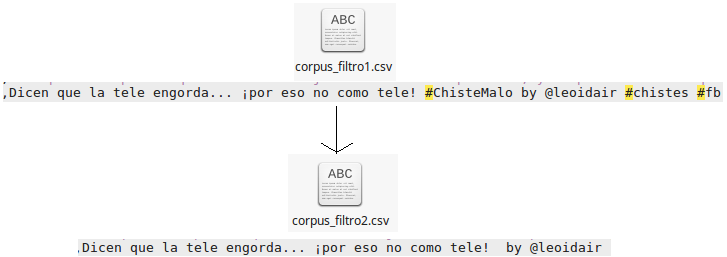 ABC
corpus_filtro1.csv
,Dicen que la tele engorda... ¡por eso no como tele! #ChisteMalo by @leoidair #chistes #fb
ABC
corpus_filtro2.csv
,Dicen que la tele engorda... ¡por eso no como tele!  by @leoidair